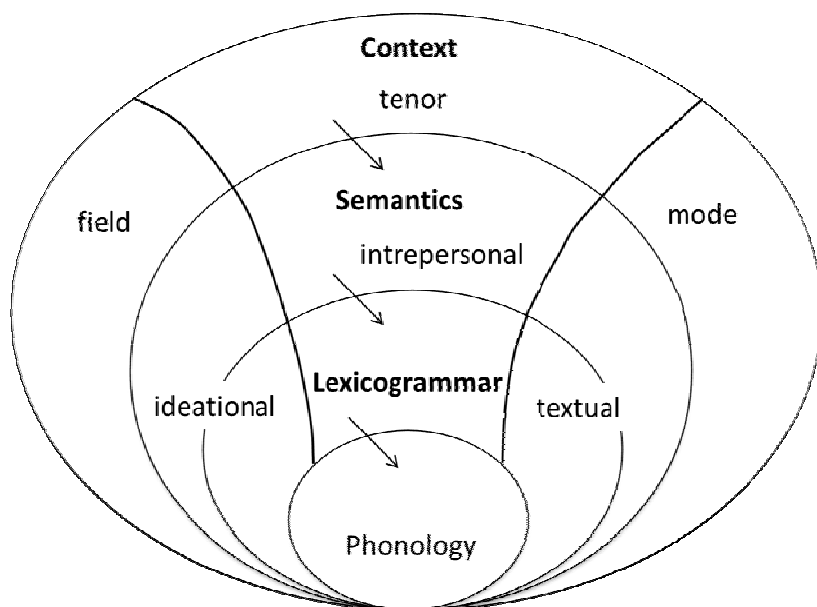 Context
tenor
field
Semantics
mode
intrepersonal
Lexicogrammar
ideational
textual
Phonology